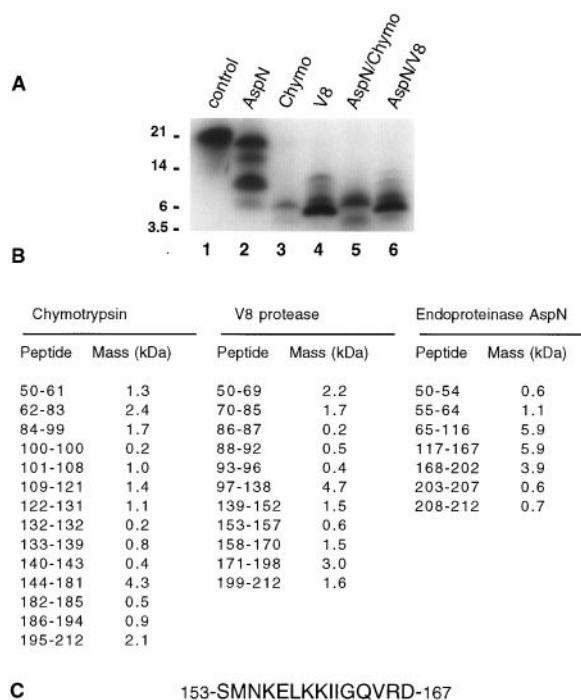 A
control
AspN
Chymo
V8
AspN/Chymo
AspN/V8
21 -
14 -
6 -
3.5 -
1 2 3 4 5 6
B
Chymotrypsin V8 protease Endoproteinase AspN
Peptide Mass (kDa) Peptide Mass (kDa) Peptide Mass (kDa)
50-61 1.3 50-69 2.2 50-54 0.6
62-83 2.4 70-85 1.7 55-64 1.1
84-99 1.7 86-87 0.2 65-116 5.9
100-100 0.2 88-92 0.5 117-167 5.9
101-108 1.0 93-96 0.4 168-202 3.9
109-121 1.4 97-138 4.7 203-207 0.6
122-131 1.1 139-152 1.5 208-212 0.7
132-132 0.2 153-157 0.6
133-139 0.8 158-170 1.5
140-143 0.4 171-198 3.0
144-181 4.3 199-212 1.6
182-185 0.5
186-194 0.9
195-212 2.1
C 153-SMNKELKKIIGQVRD-167